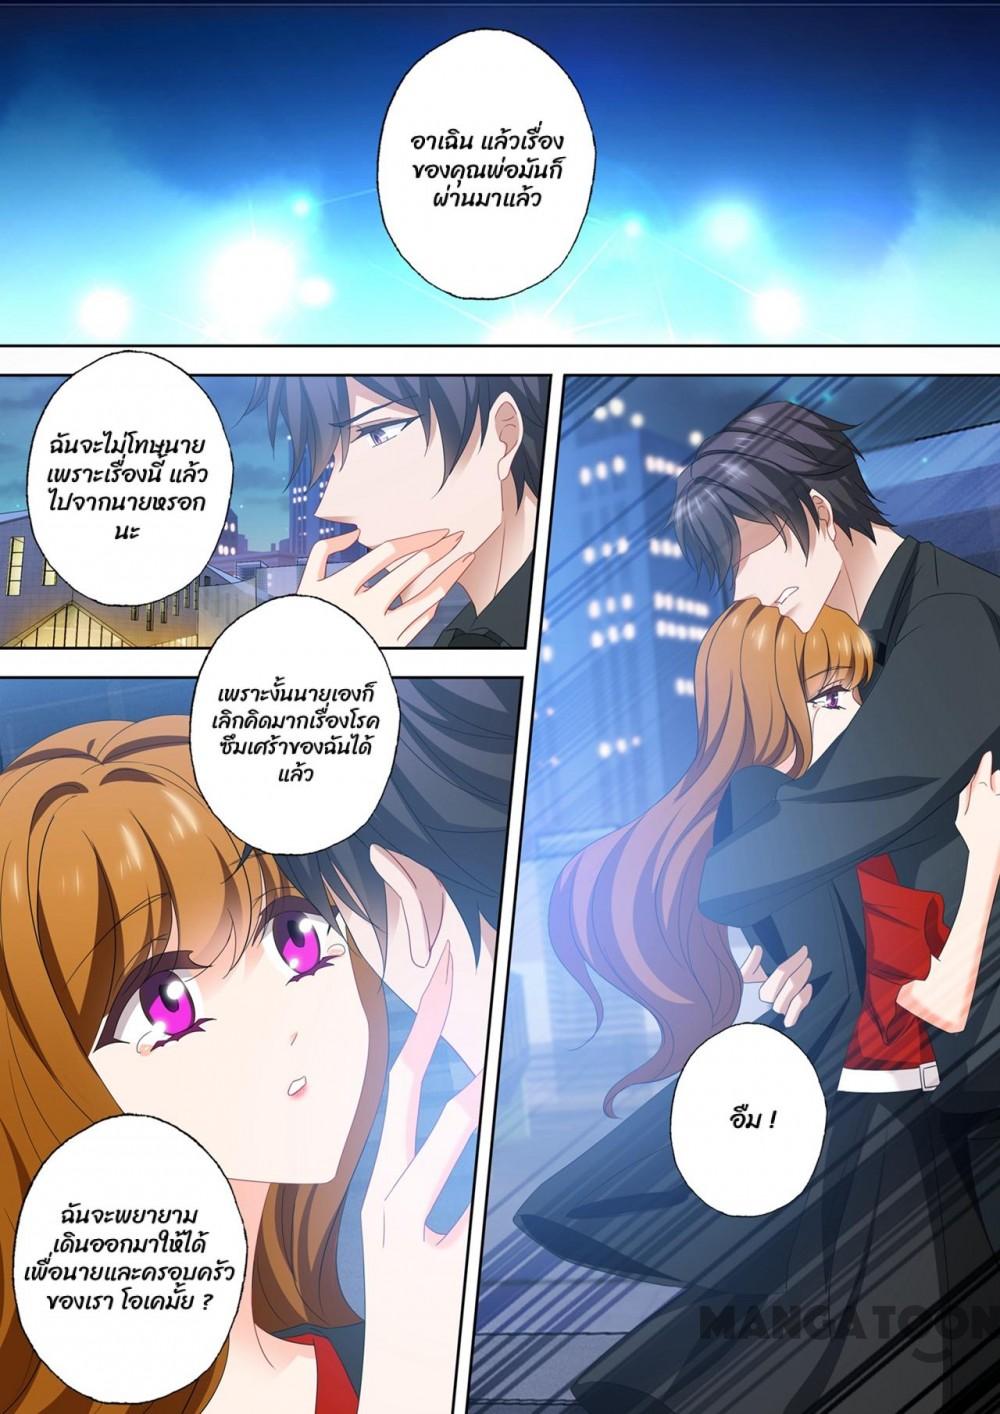 อาเฉิน แล้วเรื่อง
ของคุณพ่อมันก็
ผ่านมาแล้ว
ฉันจะไม่โทษนาย
เพราะเรื่องนี้ แล้ว
ไปจากนายหรอก
นะ
เพราะงั้นนายเองก็
เลิกคิดมากเรื่องโรค
ซึมเศร้าของฉันได้
แล้ว
ฉันจะพยายาม
เดินออกมาให้ได้
เพื่อนายและครอบครัว
ของเรา โอเคมั้ย ?
อืม !
MANGATOON